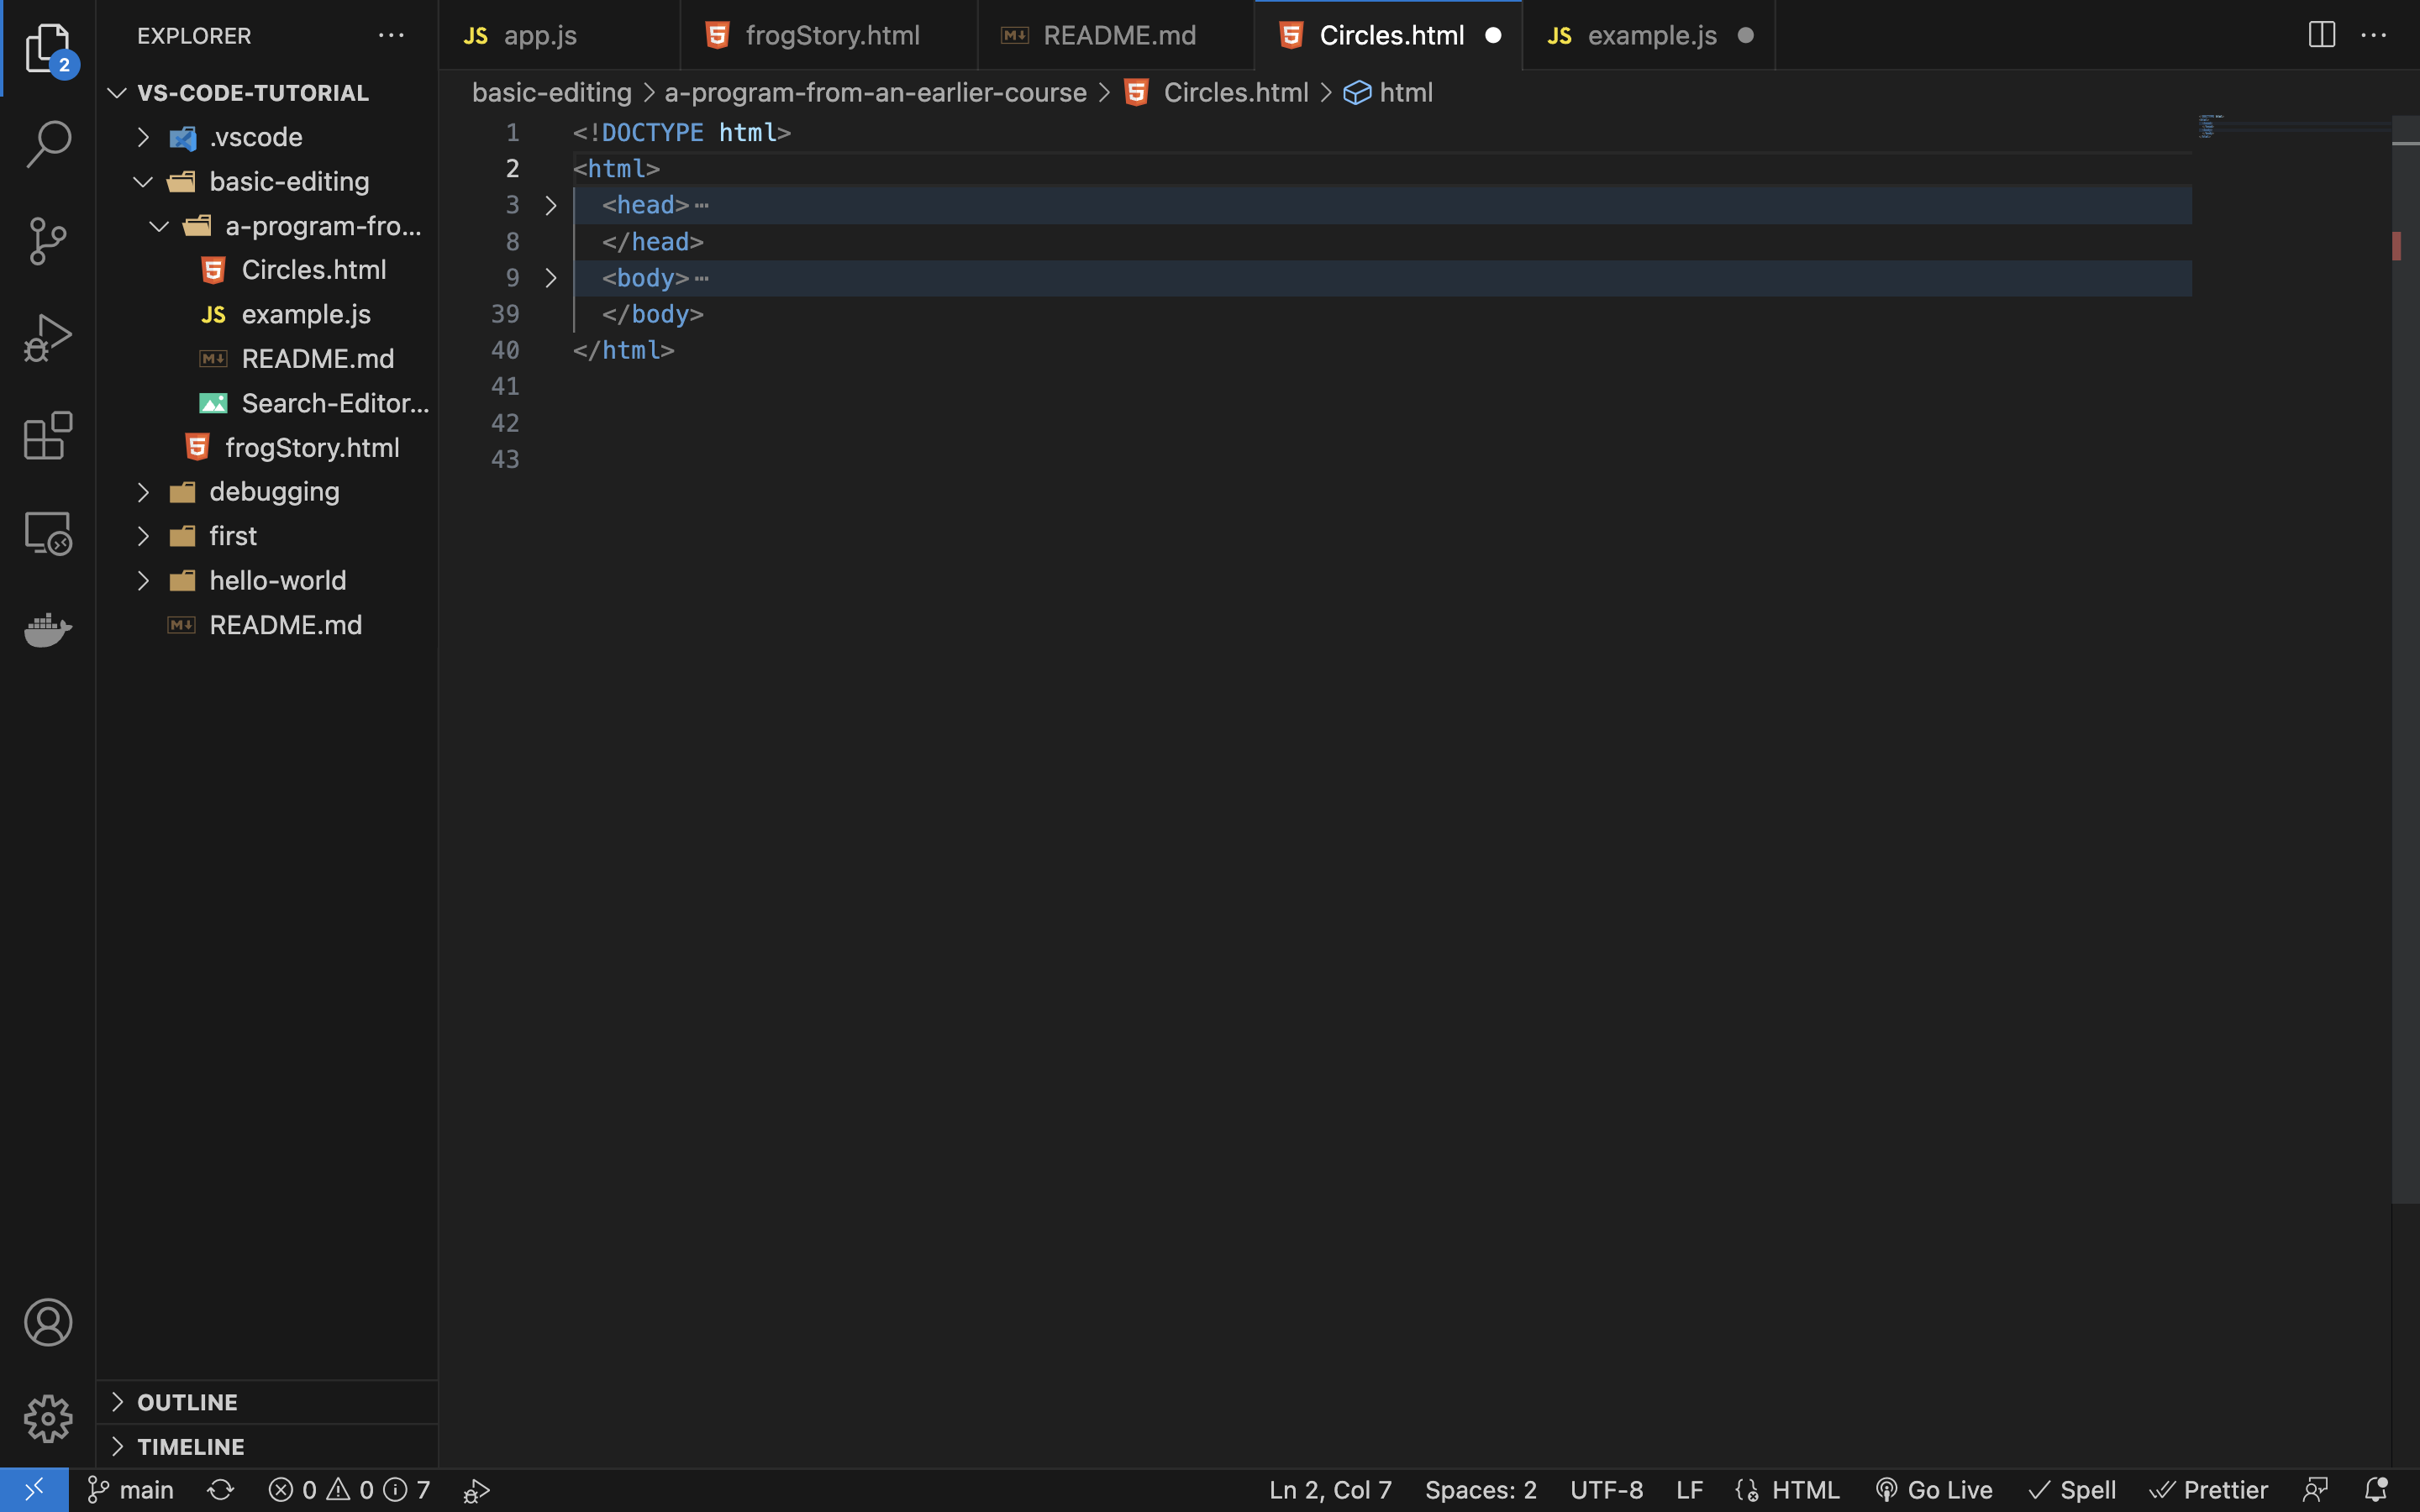 EXPLORER
2
VS-CODE-TUTORIAL
.vscode
basic-editing
a-program-fro...
Circles.html
JS example.js
M↓ README.md
Search-Editor...
frogStory.html
debugging
first
hello-world
M↓ README.md
OUTLINE
TIMELINE
JS app.js
frogStory.html
M↓ README.md
Circles.html
JS example.js
basic-editing > a-program-from-an-earlier-course > Circles.html > html
1 <!DOCTYPE html>
2 <html>
3 <head>⋯
8 </head>
9 <body>⋯
39 </body>
40 </html>
41
42
43
main 0 0 7 Ln 2, Col 7 Spaces: 2 UTF-8 LF HTML Go Live Spell Prettier